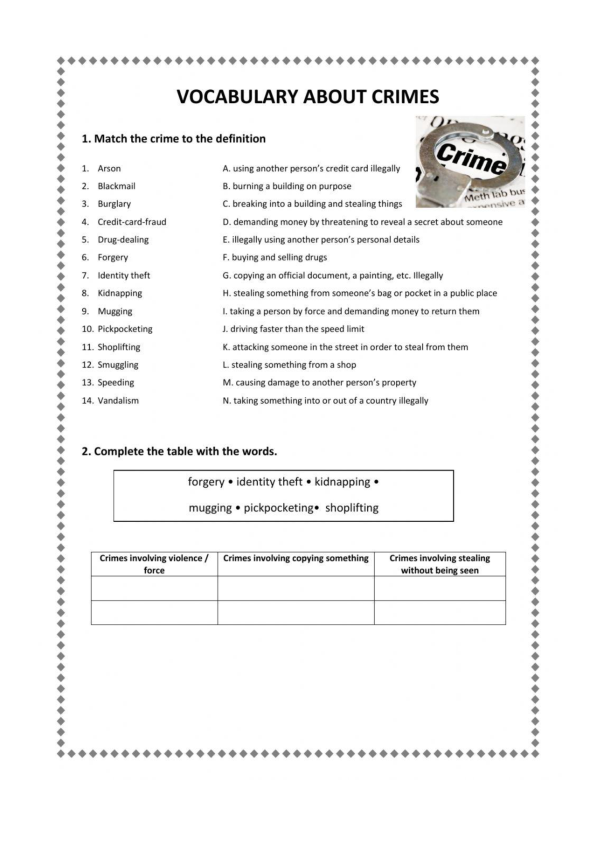 VOCABULARY ABOUT CRIMES
1. Match the crime to the definition
Crime
Meth lab bus
1. Arson A. using another person's credit card illegally
2. Blackmail B. burning a building on purpose
3. Burglary C. breaking into a building and stealing things
4. Credit-card-fraud D. demanding money by threatening to reveal a secret about someone
5. Drug-dealing E. illegally using another person's personal details
6. Forgery F. buying and selling drugs
7. Identity theft G. copying an official document, a painting, etc. Illegally
8. Kidnapping H. stealing something from someone's bag or pocket in a public place
9. Mugging I. taking a person by force and demanding money to return them
10. Pickpocketing J. driving faster than the speed limit
11. Shoplifting K. attacking someone in the street in order to steal from them
12. Smuggling L. stealing something from a shop
13. Speeding M. causing damage to another person's property
14. Vandalism N. taking something into or out of a country illegally
2. Complete the table with the words.
forgery • identity theft • kidnapping •
mugging • pickpocketing• shoplifting
Crimes involving violence / force
Crimes involving copying something
Crimes involving stealing without being seen